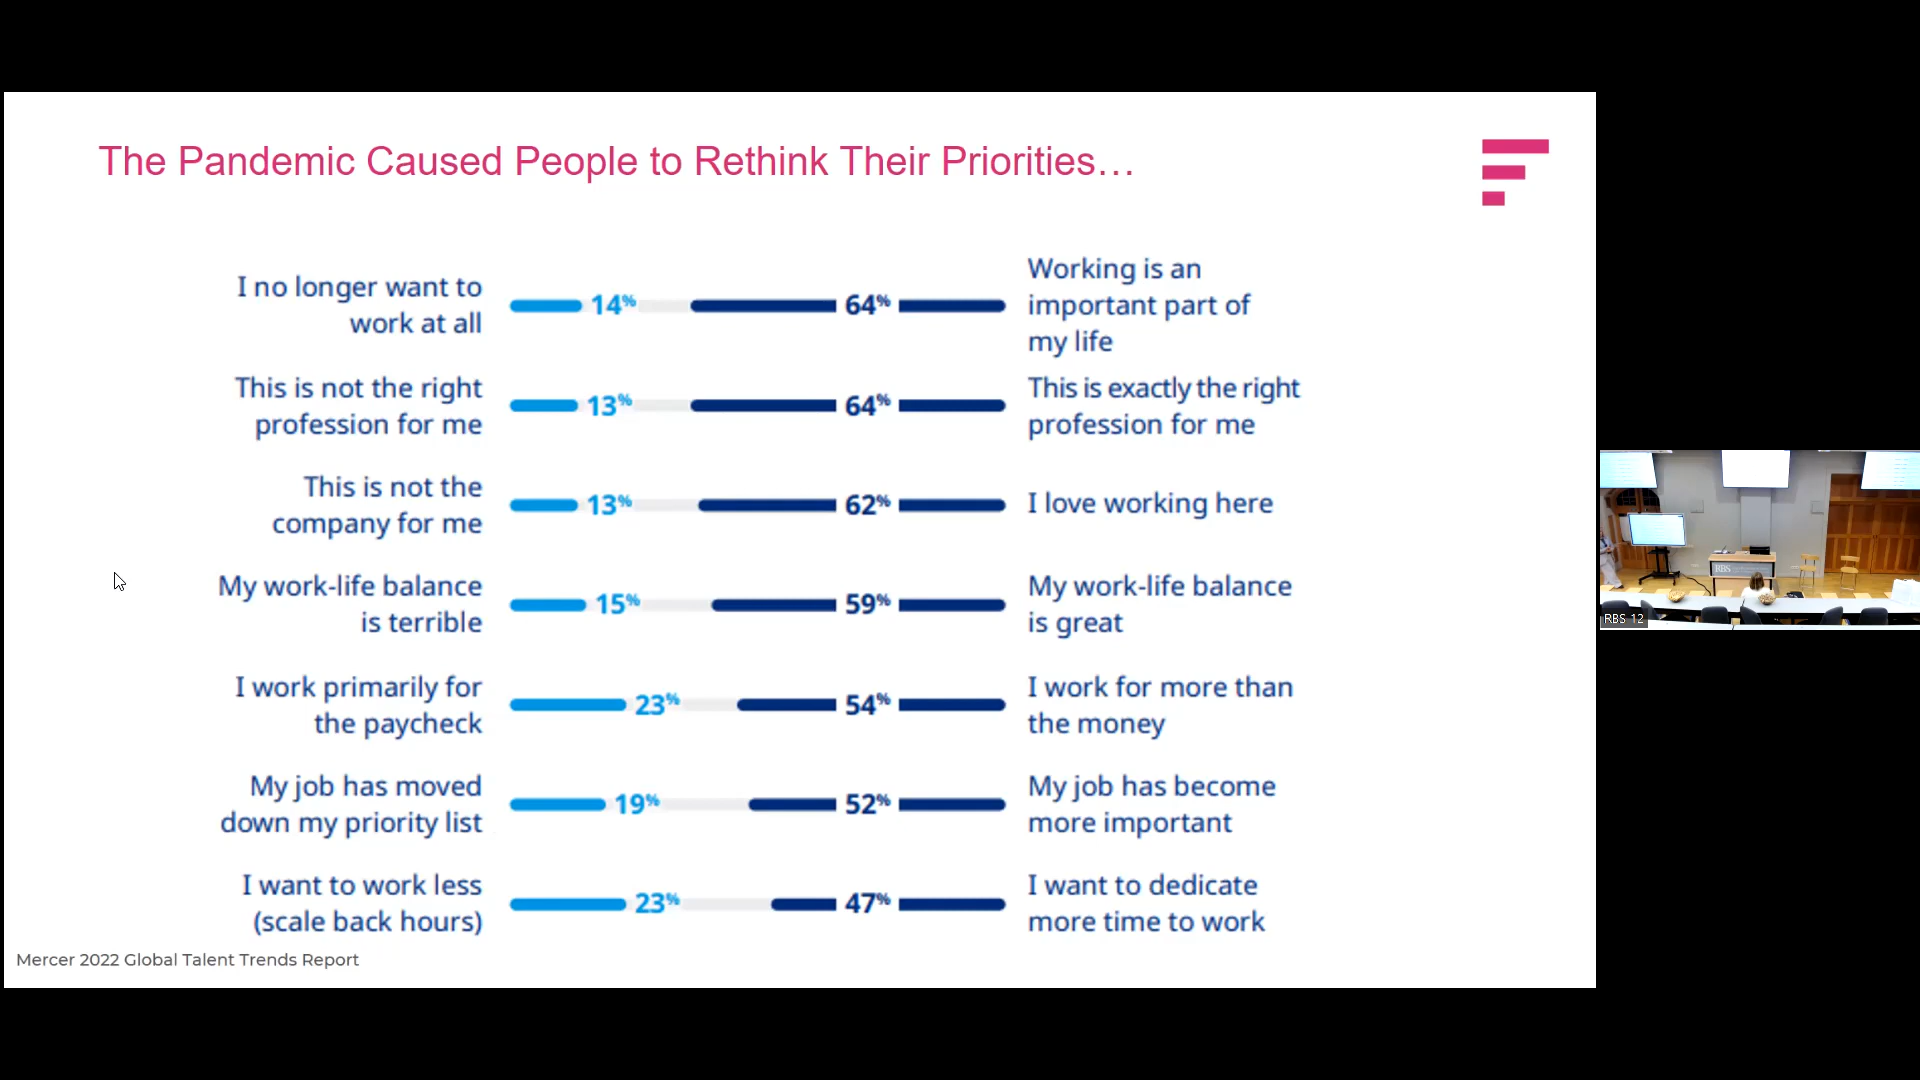 The Pandemic Caused People to Rethink Their Priorities…
I no longer want to
work at all
14%
64%
Working is an
important part of
my life
This is not the right
profession for me
13%
64%
This is exactly the right
profession for me
This is not the
company for me
13%
62%
I love working here
My work-life balance
is terrible
15%
59%
My work-life balance
is great
I work primarily for
the paycheck
23%
54%
I work for more than
the money
My job has moved
down my priority list
19%
52%
My job has become
more important
I want to work less
(scale back hours)
23%
47%
I want to dedicate
more time to work
Mercer 2022 Global Talent Trends Report
RBS
RBS 12